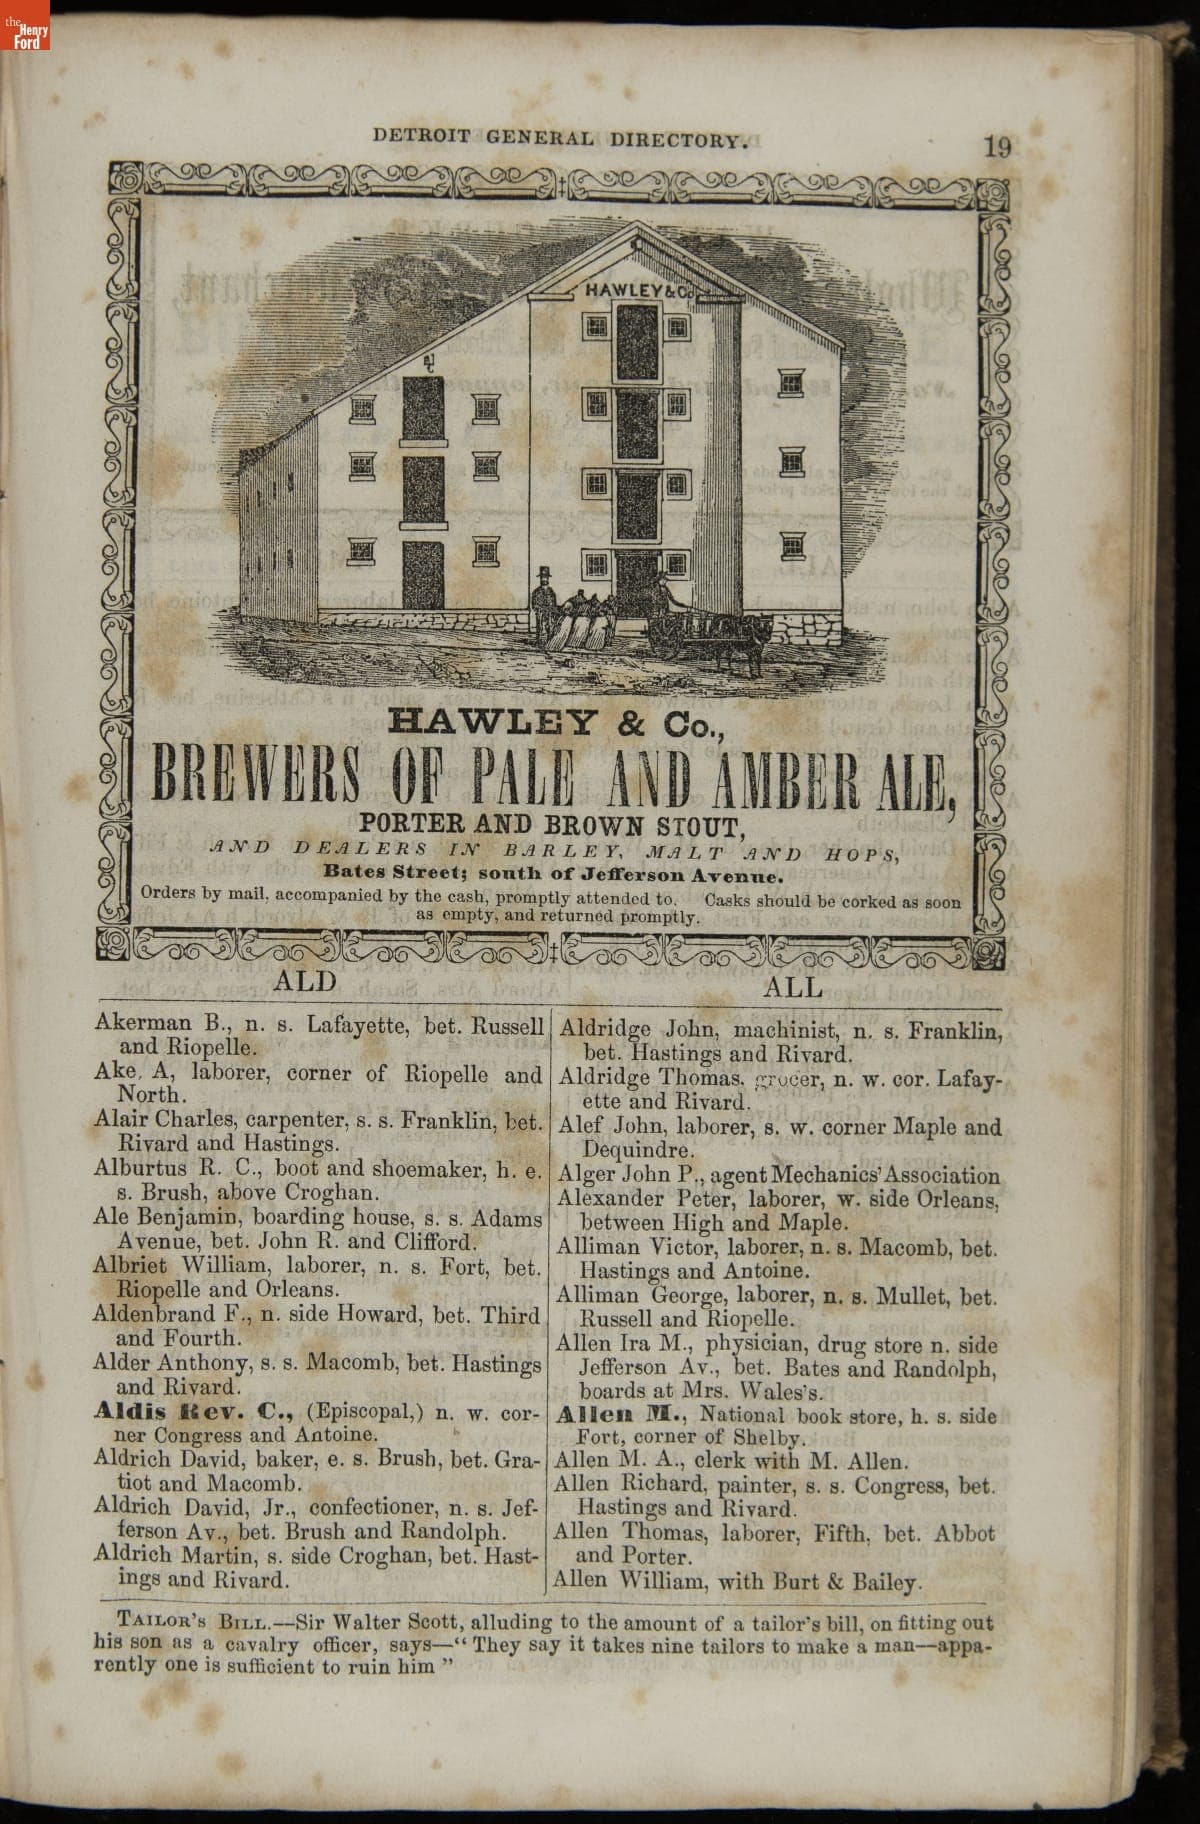 the
Henry
Ford
DETROIT GENERAL DIRECTORY.
19
HAWLEY & Co
HAWLEY & Co.,
BREWERS OF PALE AND AMBER ALE,
PORTER AND BROWN STOUT,
AND DEALERS IN BARLEY, MALT AND HOPS,
Bates Street; south of Jefferson Avenue.
Orders by mail, accompanied by the cash, promptly attended to. Casks should be corked as soon
as empty, and returned promptly.
ALD
Akerman B., n. s. Lafayette, bet. Russell
and Riopelle.
Ake. A, laborer, corner of Riopelle and
North.
Alair Charles, carpenter, s. s. Franklin, bet.
Rivard and Hastings.
Alburtus R. C., boot and shoemaker, h. e.
s. Brush, above Croghan.
Ale Benjamin, boarding house, s. s. Adams
Avenue, bet. John R. and Clifford.
Albriet William, laborer, n. s. Fort, bet.
Riopelle and Orleans.
Aldenbrand F., n. side Howard, bet. Third
and Fourth.
Alder Anthony, s. s. Macomb, bet. Hastings
and Rivard.
Aldis Rev. C., (Episcopal,) n. w. cor-
ner Congress and Antoine.
Aldrich David, baker, e. s. Brush, bet. Gra-
tiot and Macomb.
Aldrich David, Jr., confectioner, n. s. Jef-
ferson Av., bet. Brush and Randolph.
Aldrich Martin, s. side Croghan, bet. Hast-
ings and Rivard.
ALL
Aldridge John, machinist, n. s. Franklin,
bet. Hastings and Rivard.
Aldridge Thomas. grocer, n. w. cor. Lafay-
ette and Rivard.
Alef John, laborer, s. w. corner Maple and
Dequindre.
Alger John P., agent Mechanics' Association
Alexander Peter, laborer, w. side Orleans,
between High and Maple.
Alliman Victor, laborer, n. s. Macomb, bet.
Hastings and Antoine.
Alliman George, laborer, n. s. Mullet, bet.
Russell and Riopelle.
Allen Ira M., physician, drug store n. side
Jefferson Av., bet. Bates and Randolph,
boards at Mrs. Wales's.
Allen M., National book store, h. s. side
Fort, corner of Shelby.
Allen M. A., clerk with M. Allen.
Allen Richard, painter, s. s. Congress, bet.
Hastings and Rivard.
Allen Thomas, laborer, Fifth, bet. Abbot
and Porter.
Allen William, with Burt & Bailey.
TAILOR'S BILL.—Sir Walter Scott, alluding to the amount of a tailor's bill, on fitting out
his son as a cavalry officer, says—“ They say it takes nine tailors to make a man—appa-
rently one is sufficient to ruin him ”